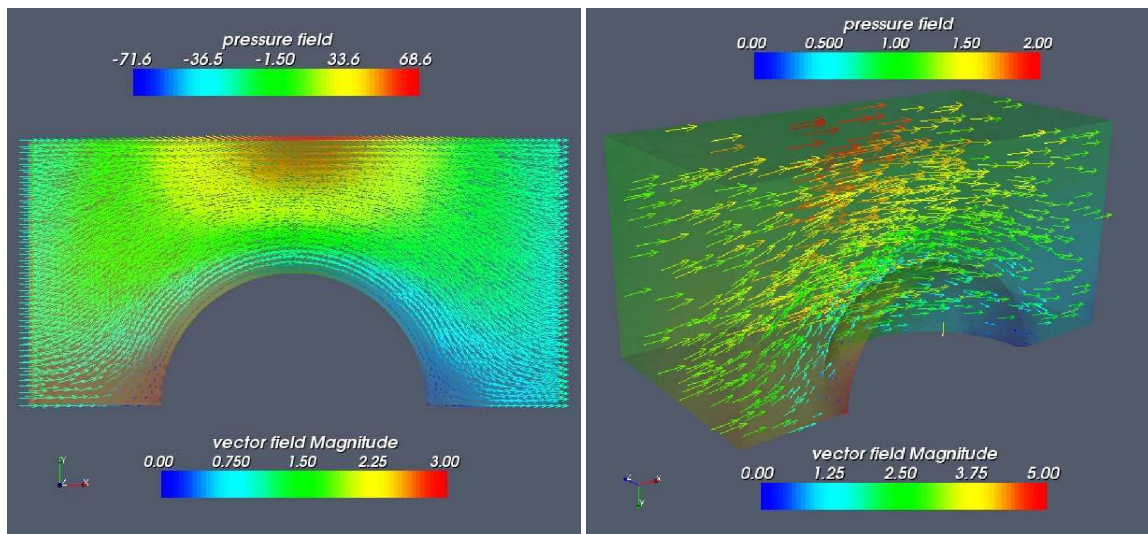 pressure field
-71.6 -36.5 -1.50 33.6 68.6
vector field Magnitude
0.00 0.750 1.50 2.25 3.00
Y
Z X
pressure field
0.00 0.500 1.00 1.50 2.00
vector field Magnitude
0.00 1.25 2.50 3.75 5.00
Z X
Y